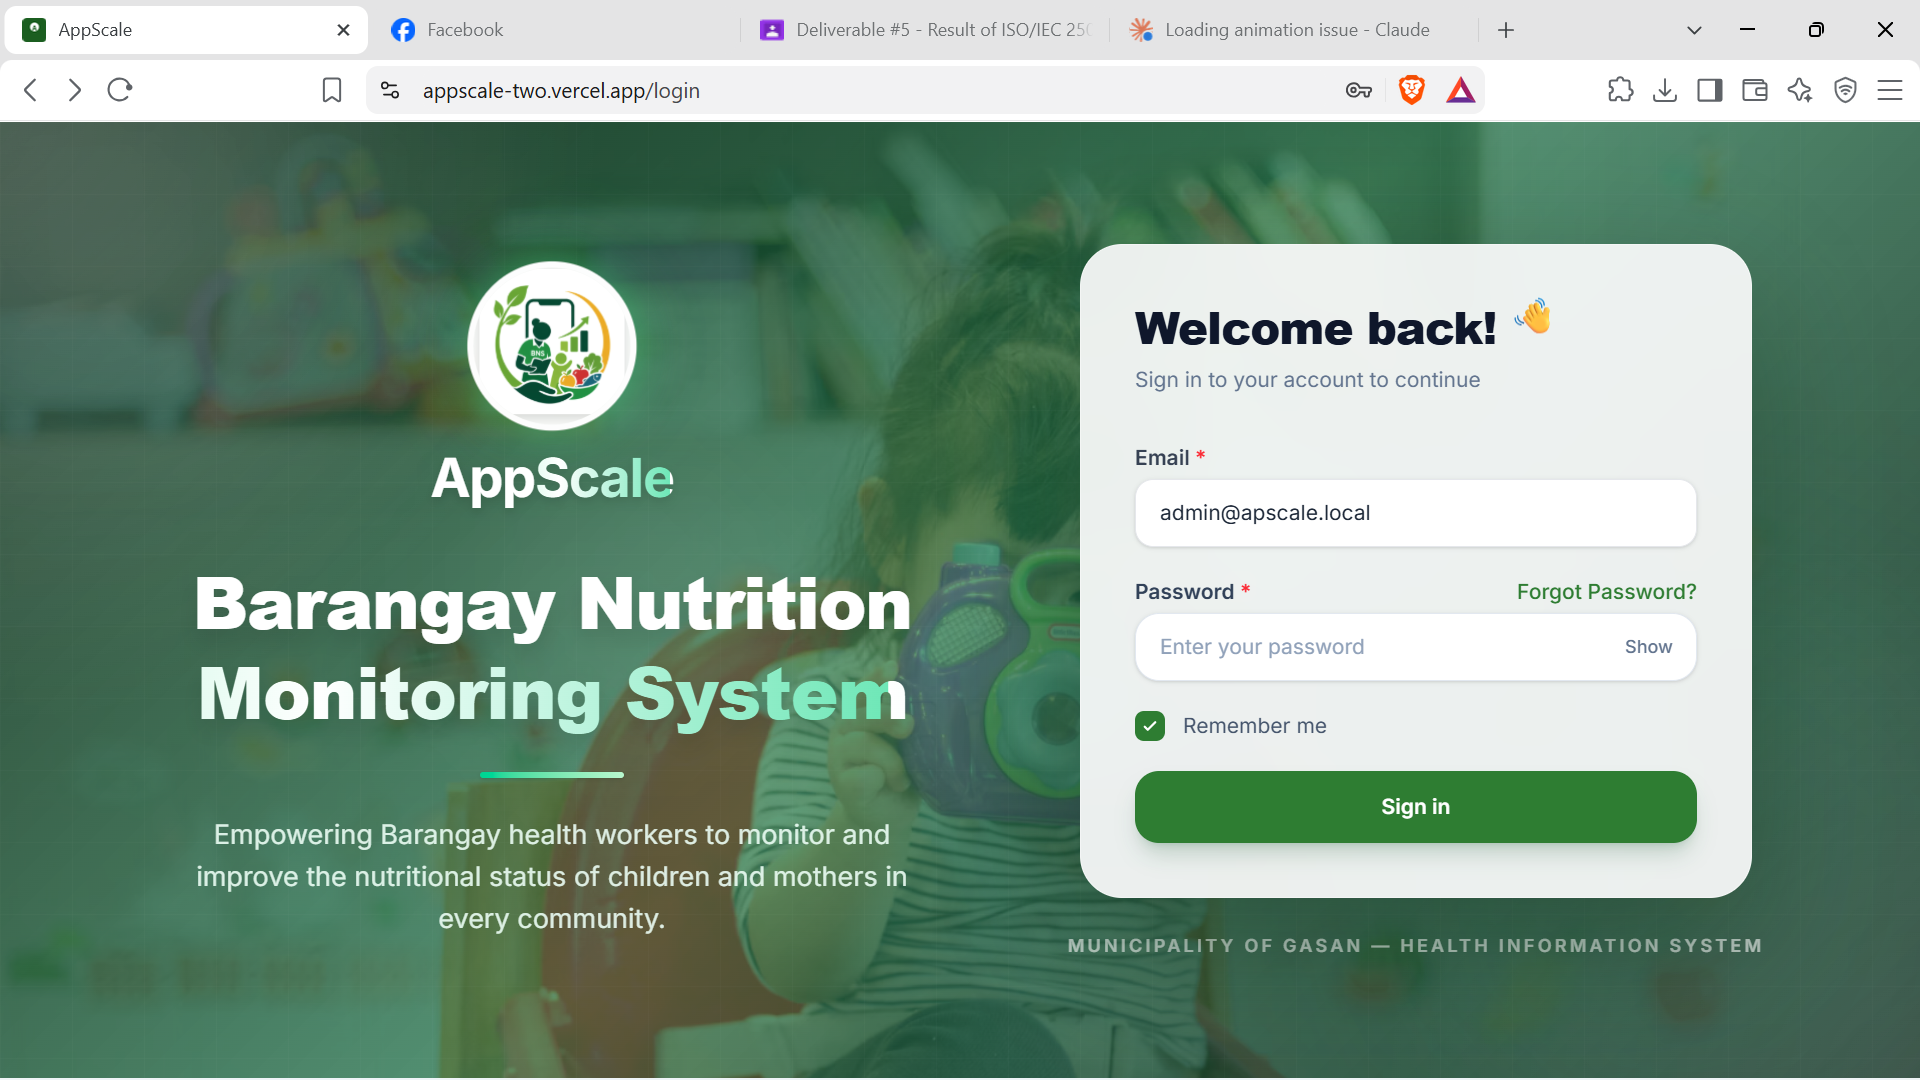 AppScale
Facebook
Deliverable #5 - Result of ISO/IEC 250
Loading animation issue - Claude
appscale-two.vercel.app/login
BNS
AppScale
Barangay Nutrition
Monitoring System
Empowering Barangay health workers to monitor and
improve the nutritional status of children and mothers in
every community.
Welcome back! 👋
Sign in to your account to continue
Email *
admin@apscale.local
Password *
Forgot Password?
Enter your password
Show
Remember me
Sign in
MUNICIPALITY OF GASAN — HEALTH INFORMATION SYSTEM